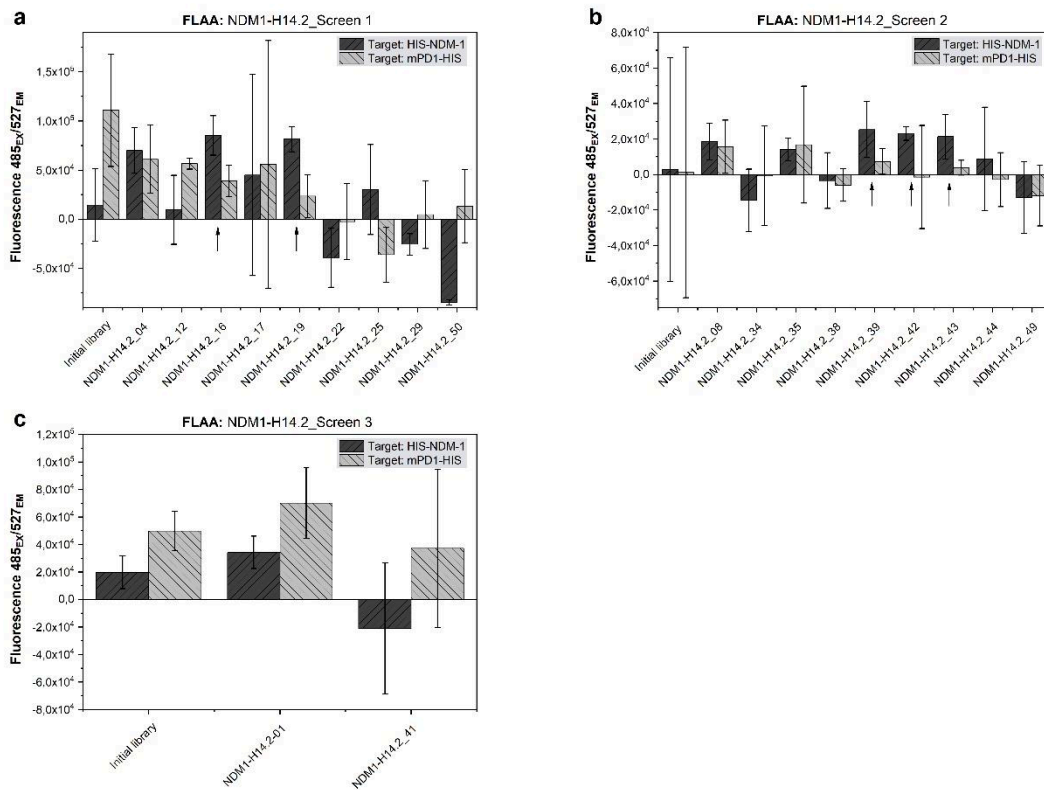 a
FLAA: NDM1-H14.2_Screen 1
Target: HIS-NDM-1
Target: mPD1-HIS
Fluorescence 485EX/527EM
1,5x10⁵
1,0x10⁵
5,0x10⁴
0,0
-5,0x10⁴
Initial library
NDM1-H14.2_04
NDM1-H14.2_12
NDM1-H14.2_16
NDM1-H14.2_17
NDM1-H14.2_19
NDM1-H14.2_22
NDM1-H14.2_25
NDM1-H14.2_29
NDM1-H14.2_50
b
FLAA: NDM1-H14.2_Screen 2
Target: HIS-NDM-1
Target: mPD1-HIS
Fluorescence 485EX/527EM
8,0x10⁴
6,0x10⁴
4,0x10⁴
2,0x10⁴
0,0
-2,0x10⁴
-4,0x10⁴
-6,0x10⁴
Initial library
NDM1-H14.2_08
NDM1-H14.2_34
NDM1-H14.2_35
NDM1-H14.2_38
NDM1-H14.2_39
NDM1-H14.2_42
NDM1-H14.2_43
NDM1-H14.2_44
NDM1-H14.2_49
c
FLAA: NDM1-H14.2_Screen 3
Target: HIS-NDM-1
Target: mPD1-HIS
Fluorescence 485EX/527EM
1,2x10⁵
1,0x10⁵
8,0x10⁴
6,0x10⁴
4,0x10⁴
2,0x10⁴
0,0
-2,0x10⁴
-4,0x10⁴
-6,0x10⁴
-8,0x10⁴
Initial library
NDM1-H14.2-01
NDM1-H14.2_41